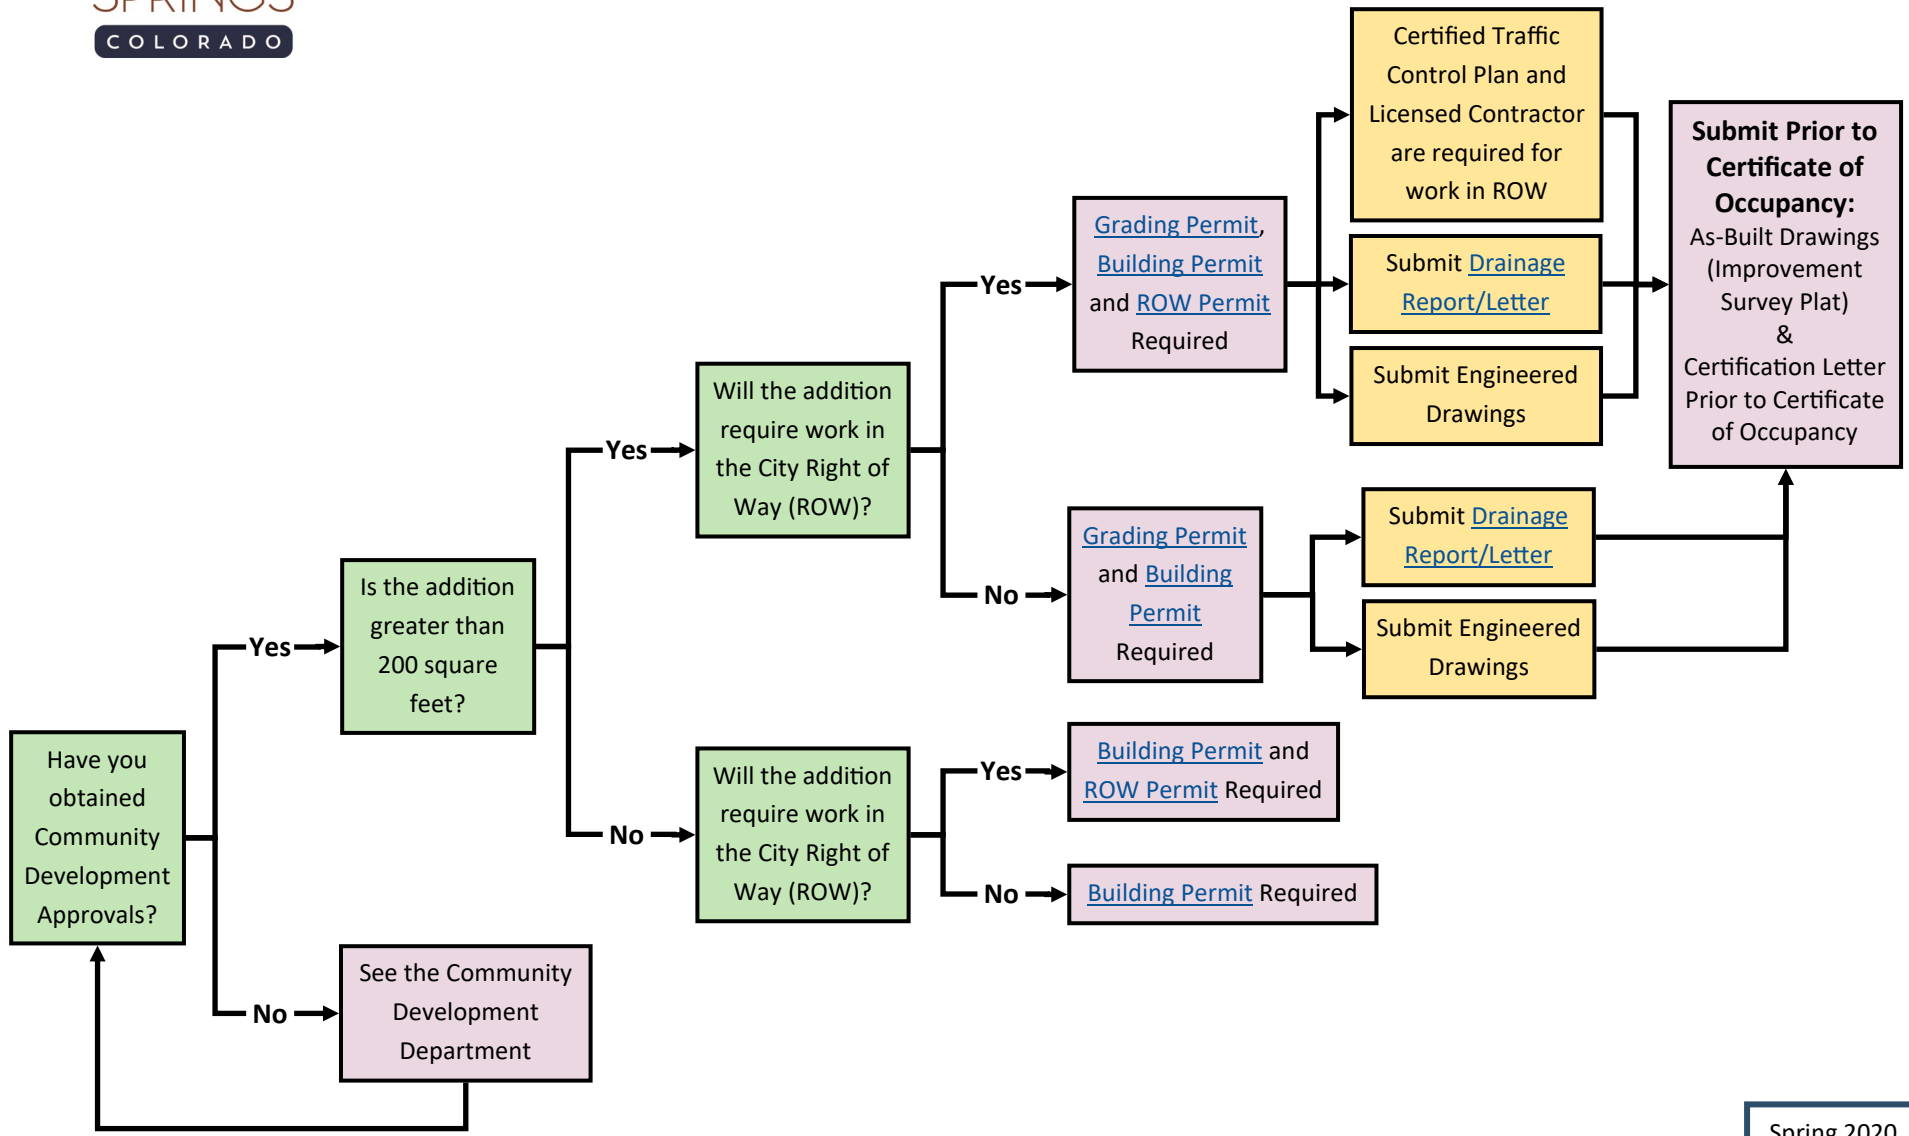 SPRINGS
COLORADO
Certified Traffic
Control Plan and
Licensed Contractor
are required for
work in ROW
Submit Prior to
Certificate of
Occupancy:
As-Built Drawings
(Improvement
Survey Plat)
&
Certification Letter
Prior to Certificate
of Occupancy
Grading Permit,
Building Permit
and ROW Permit
Required
Yes
Submit Drainage
Report/Letter
Submit Engineered
Drawings
Will the addition
require work in
the City Right of
Way (ROW)?
Yes
No
Grading Permit
and Building
Permit
Required
Submit Drainage
Report/Letter
Submit Engineered
Drawings
Is the addition
greater than
200 square
feet?
Yes
Have you
obtained
Community
Development
Approvals?
No
Will the addition
require work in
the City Right of
Way (ROW)?
Yes
Building Permit and
ROW Permit Required
No
Building Permit Required
No
See the Community
Development
Department
Spring 2020